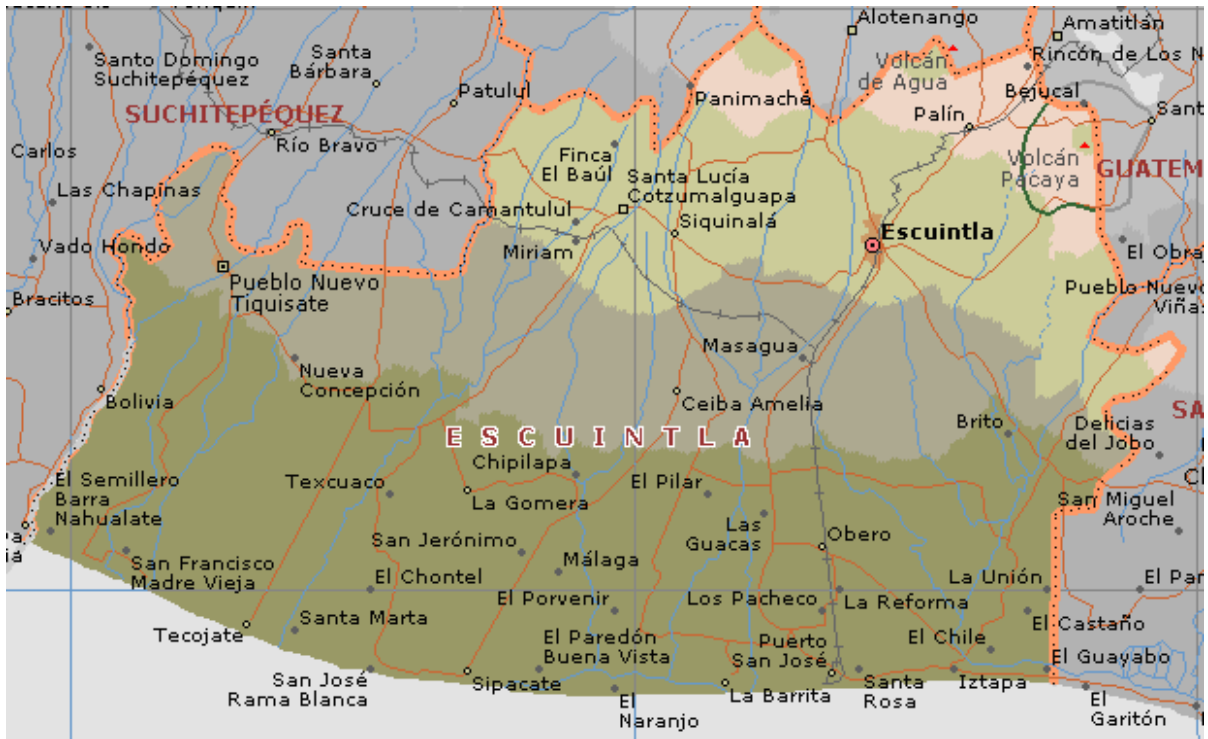 Alotenango
Amatitlán
Santo Domingo
Suchitepéquez
Santa
Bárbara
Volcán
de Agua
Rincón de Los N
Patulul
Panimaché
Bejucal
SUCHITEPÉQUEZ
Palín
Sant
Río Bravo
Carlos
Finca
El Baúl
Volcán
Pacaya
GUATEM
Las Chapinas
Santa Lucía
Cotzumalguapa
Cruce de Camantulul
Siquinalá
Escuintla
Vado Hondo
Miriam
El Obraj
Pueblo Nuevo
Tiquisate
Pueblo Nuevo
Viñas
Bracitos
Masagua
Nueva
Concepción
Bolivia
Ceiba Amelia
SA
Brito
Delicias
del Jobo
ESCUINTLA
Chipilapa
El Semillero
Barra
Nahualate
Texcuaco
La Gomera
El Pilar
San Miguel
Aroche
Las
Guacas
Obero
San Jerónimo
Málaga
San Francisco
Madre Vieja
El Chontel
La Unión
El Par
El Porvenir
Los Pacheco
La Reforma
Santa Marta
El Castaño
Tecojate
El Paredón
Buena Vista
Puerto
San José
El Chile
El Guayabo
San José
Rama Blanca
Sipacate
La Barrita
Santa
Rosa
Iztapa
El
Naranjo
El
Garitón